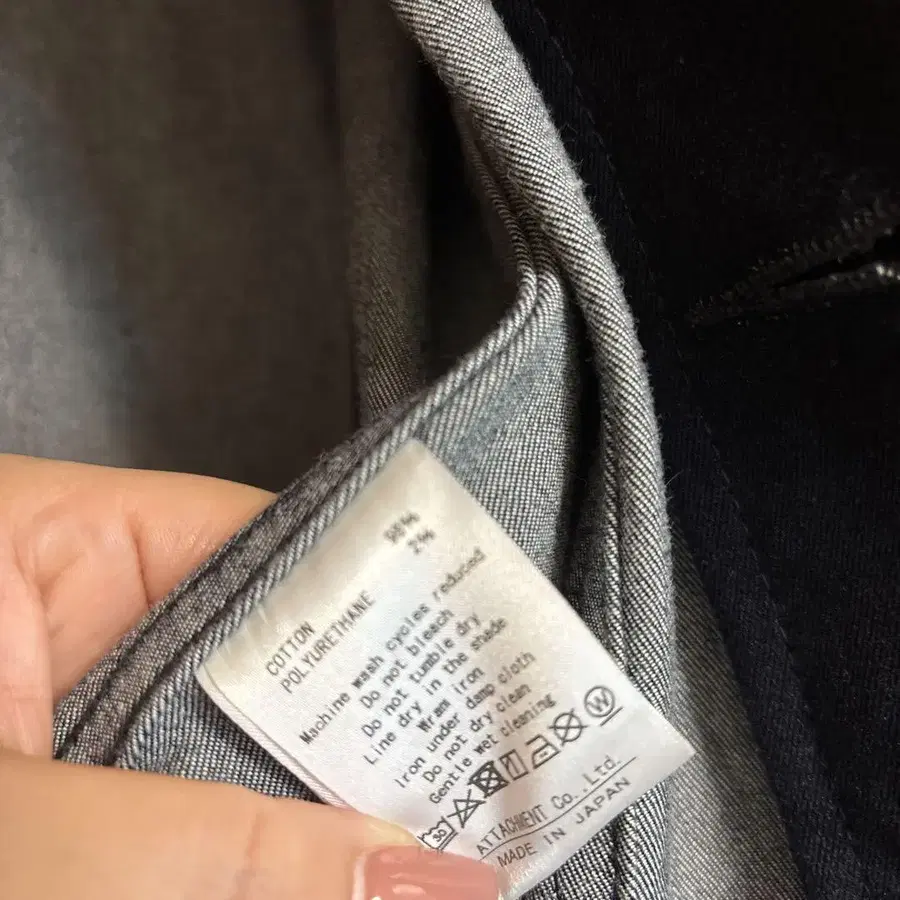 COTTON 98%
POLYURETHANE 2%
Machine wash cycles reduced
Do not bleach
Do not tumble dry
Line dry in the shade
Wram iron
Iron under damp cloth
Do not dry clean
Gentle wet cleaning
30 W
ATTACHMENT Co.,Ltd.
MADE IN JAPAN